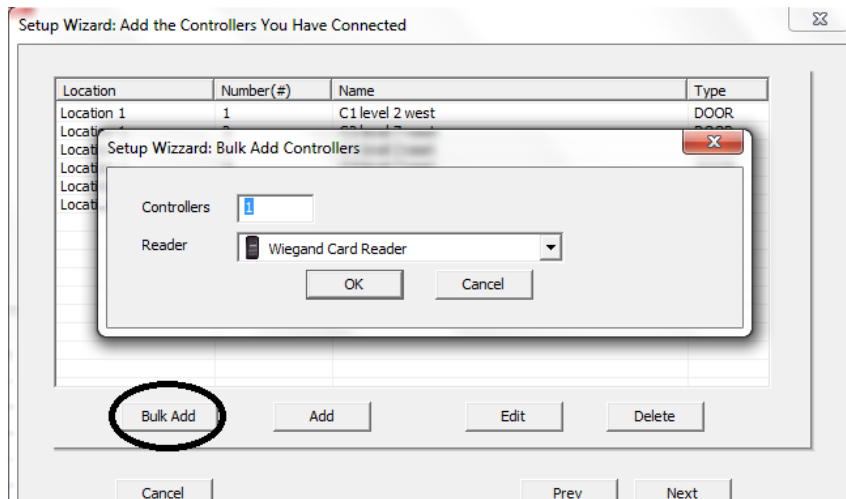 Setup Wizard: Add the Controllers You Have Connected
Location Number(#) Name Type
Location 1 1 C1 level 2 west DOOR
Setup Wizzard: Bulk Add Controllers
Controllers 1
Reader Wiegand Card Reader
OK Cancel
Bulk Add Add Edit Delete
Cancel Prev Next